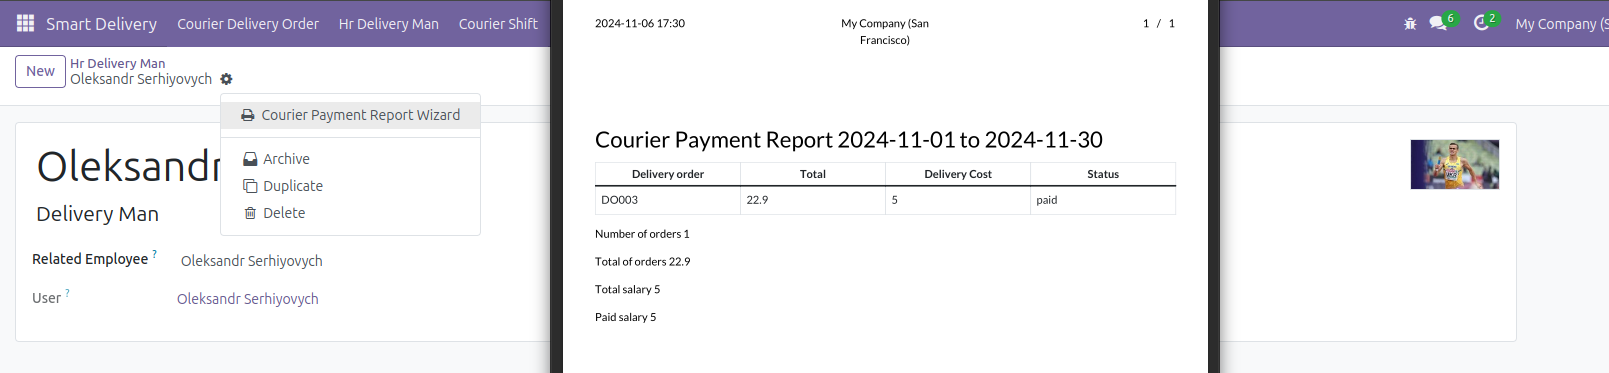 Smart Delivery Courier Delivery Order Hr Delivery Man Courier Shift
6 2 My Company (S
New
Hr Delivery Man
Oleksandr Serhiyovych
Courier Payment Report Wizard
Archive
Duplicate
Delete
Oleksandr
Delivery Man
Related Employee ? Oleksandr Serhiyovych
User ? Oleksandr Serhiyovych
2024-11-06 17:30 My Company (San 1 / 1
Francisco)
Courier Payment Report 2024-11-01 to 2024-11-30
Delivery order Total Delivery Cost Status
DO003 22.9 5 paid
Number of orders 1
Total of orders 22.9
Total salary 5
Paid salary 5